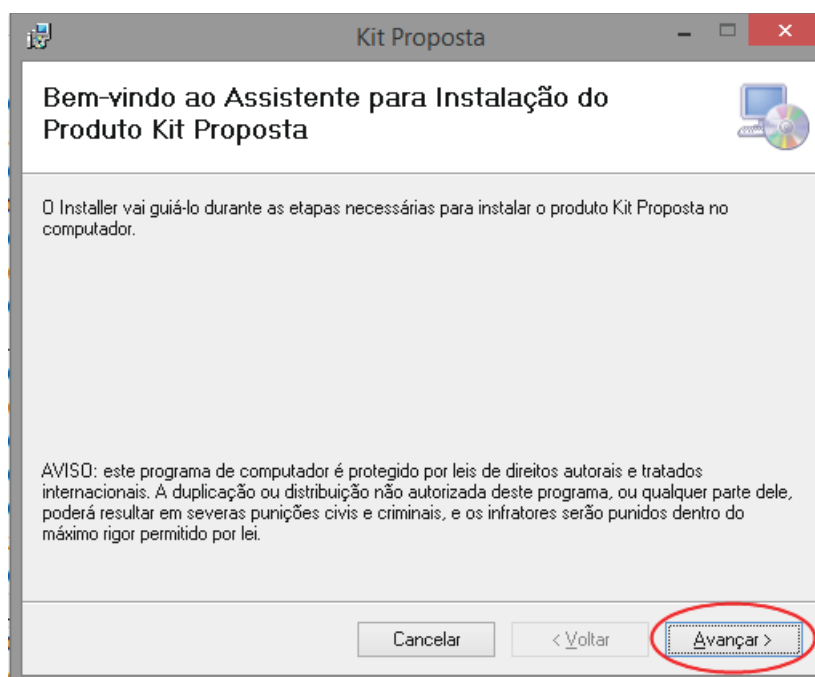 Kit Proposta
Bem-vindo ao Assistente para Instalação do
Produto Kit Proposta
O Installer vai guiá-lo durante as etapas necessárias para instalar o produto Kit Proposta no
computador.
AVISO: este programa de computador é protegido por leis de direitos autorais e tratados
internacionais. A duplicação ou distribuição não autorizada deste programa, ou qualquer parte dele,
poderá resultar em severas punições civis e criminais, e os infratores serão punidos dentro do
máximo rigor permitido por lei.
Cancelar < Voltar Avançar >